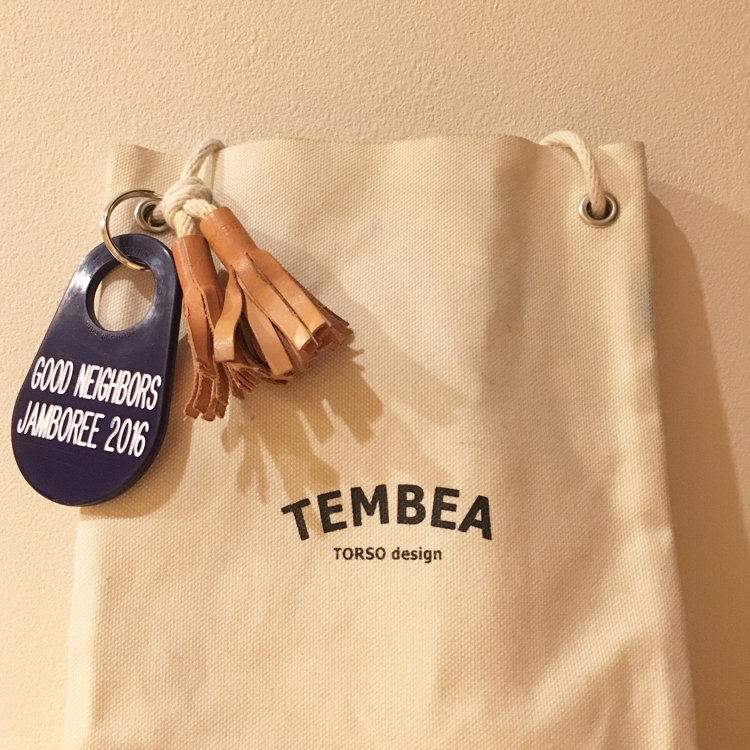 GOOD NEIGHBORS
JAMBOREE 2016
TEMBEA
TORSO design